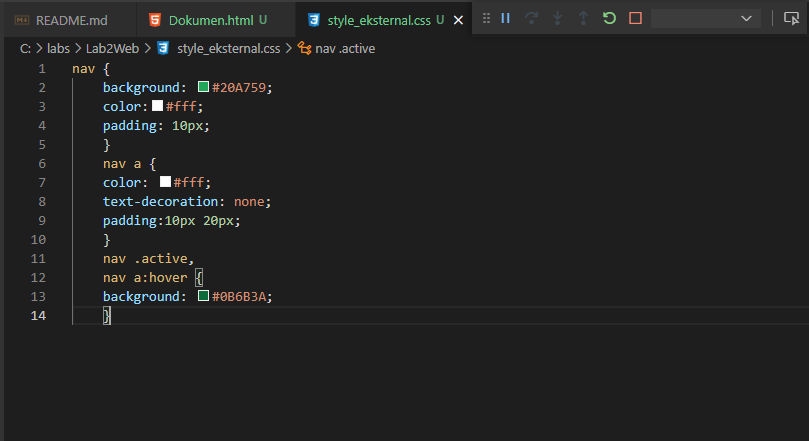 README.md Dokumen.html U style_eksternal.css U
C: > labs > Lab2Web > style_eksternal.css > nav .active
1 nav {
2 background: #20A759;
3 color: #fff;
4 padding: 10px;
5 }
6 nav a {
7 color: #fff;
8 text-decoration: none;
9 padding:10px 20px;
10 }
11 nav .active,
12 nav a:hover {
13 background: #0B6B3A;
14 }